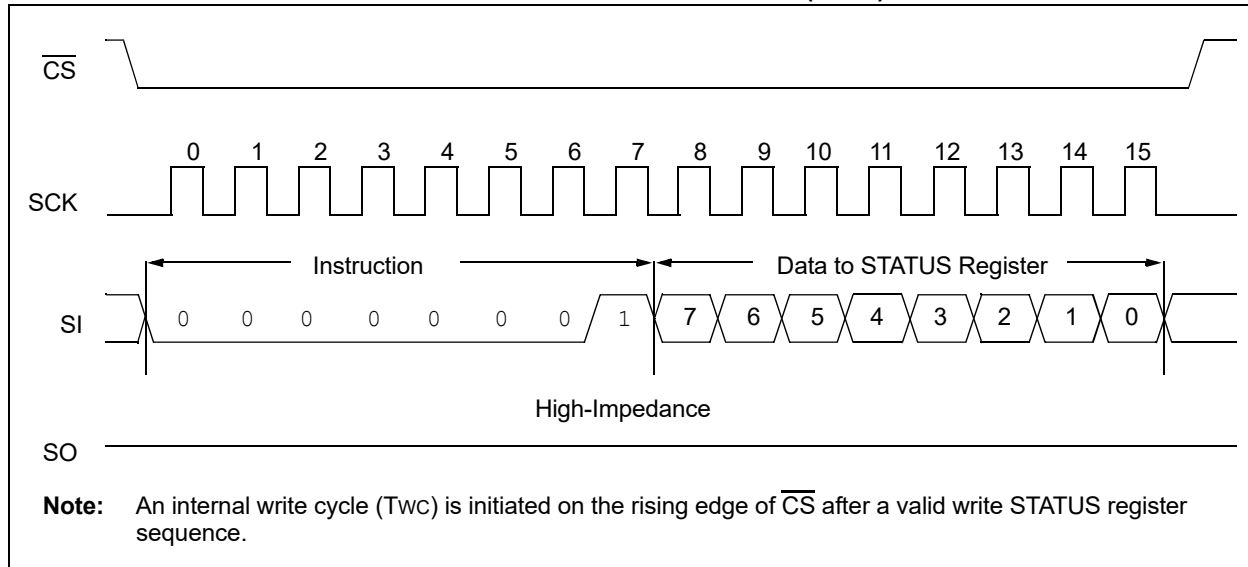 CS
0 1 2 3 4 5 6 7 8 9 10 11 12 13 14 15
SCK
Instruction Data to STATUS Register
SI 0 0 0 0 0 0 0 1 7 6 5 4 3 2 1 0
High-Impedance
SO
Note: An internal write cycle (TWC) is initiated on the rising edge of CS after a valid write STATUS register
sequence.